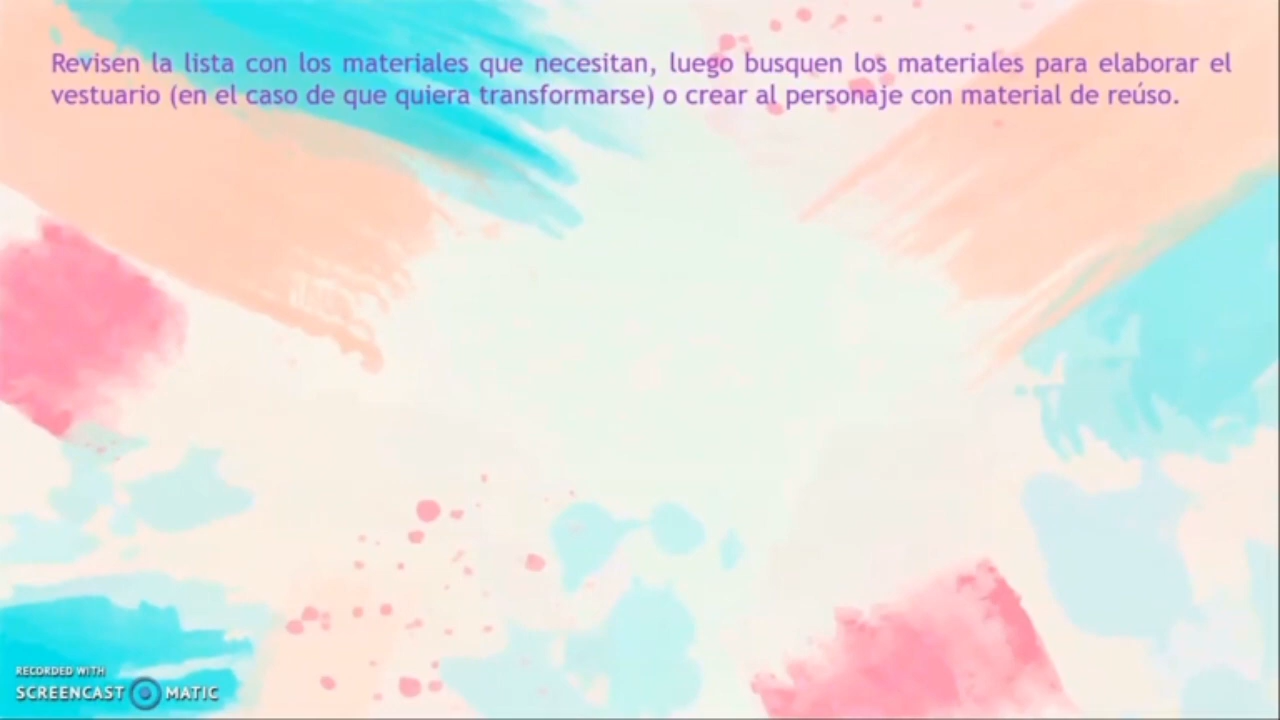 Revisen la lista con los materiales que necesitan, luego busquen los materiales para elaborar el
vestuario (en el caso de que quiera transformarse) o crear al personaje con material de reúso.
RECORDED WITH
SCREENCAST MATIC